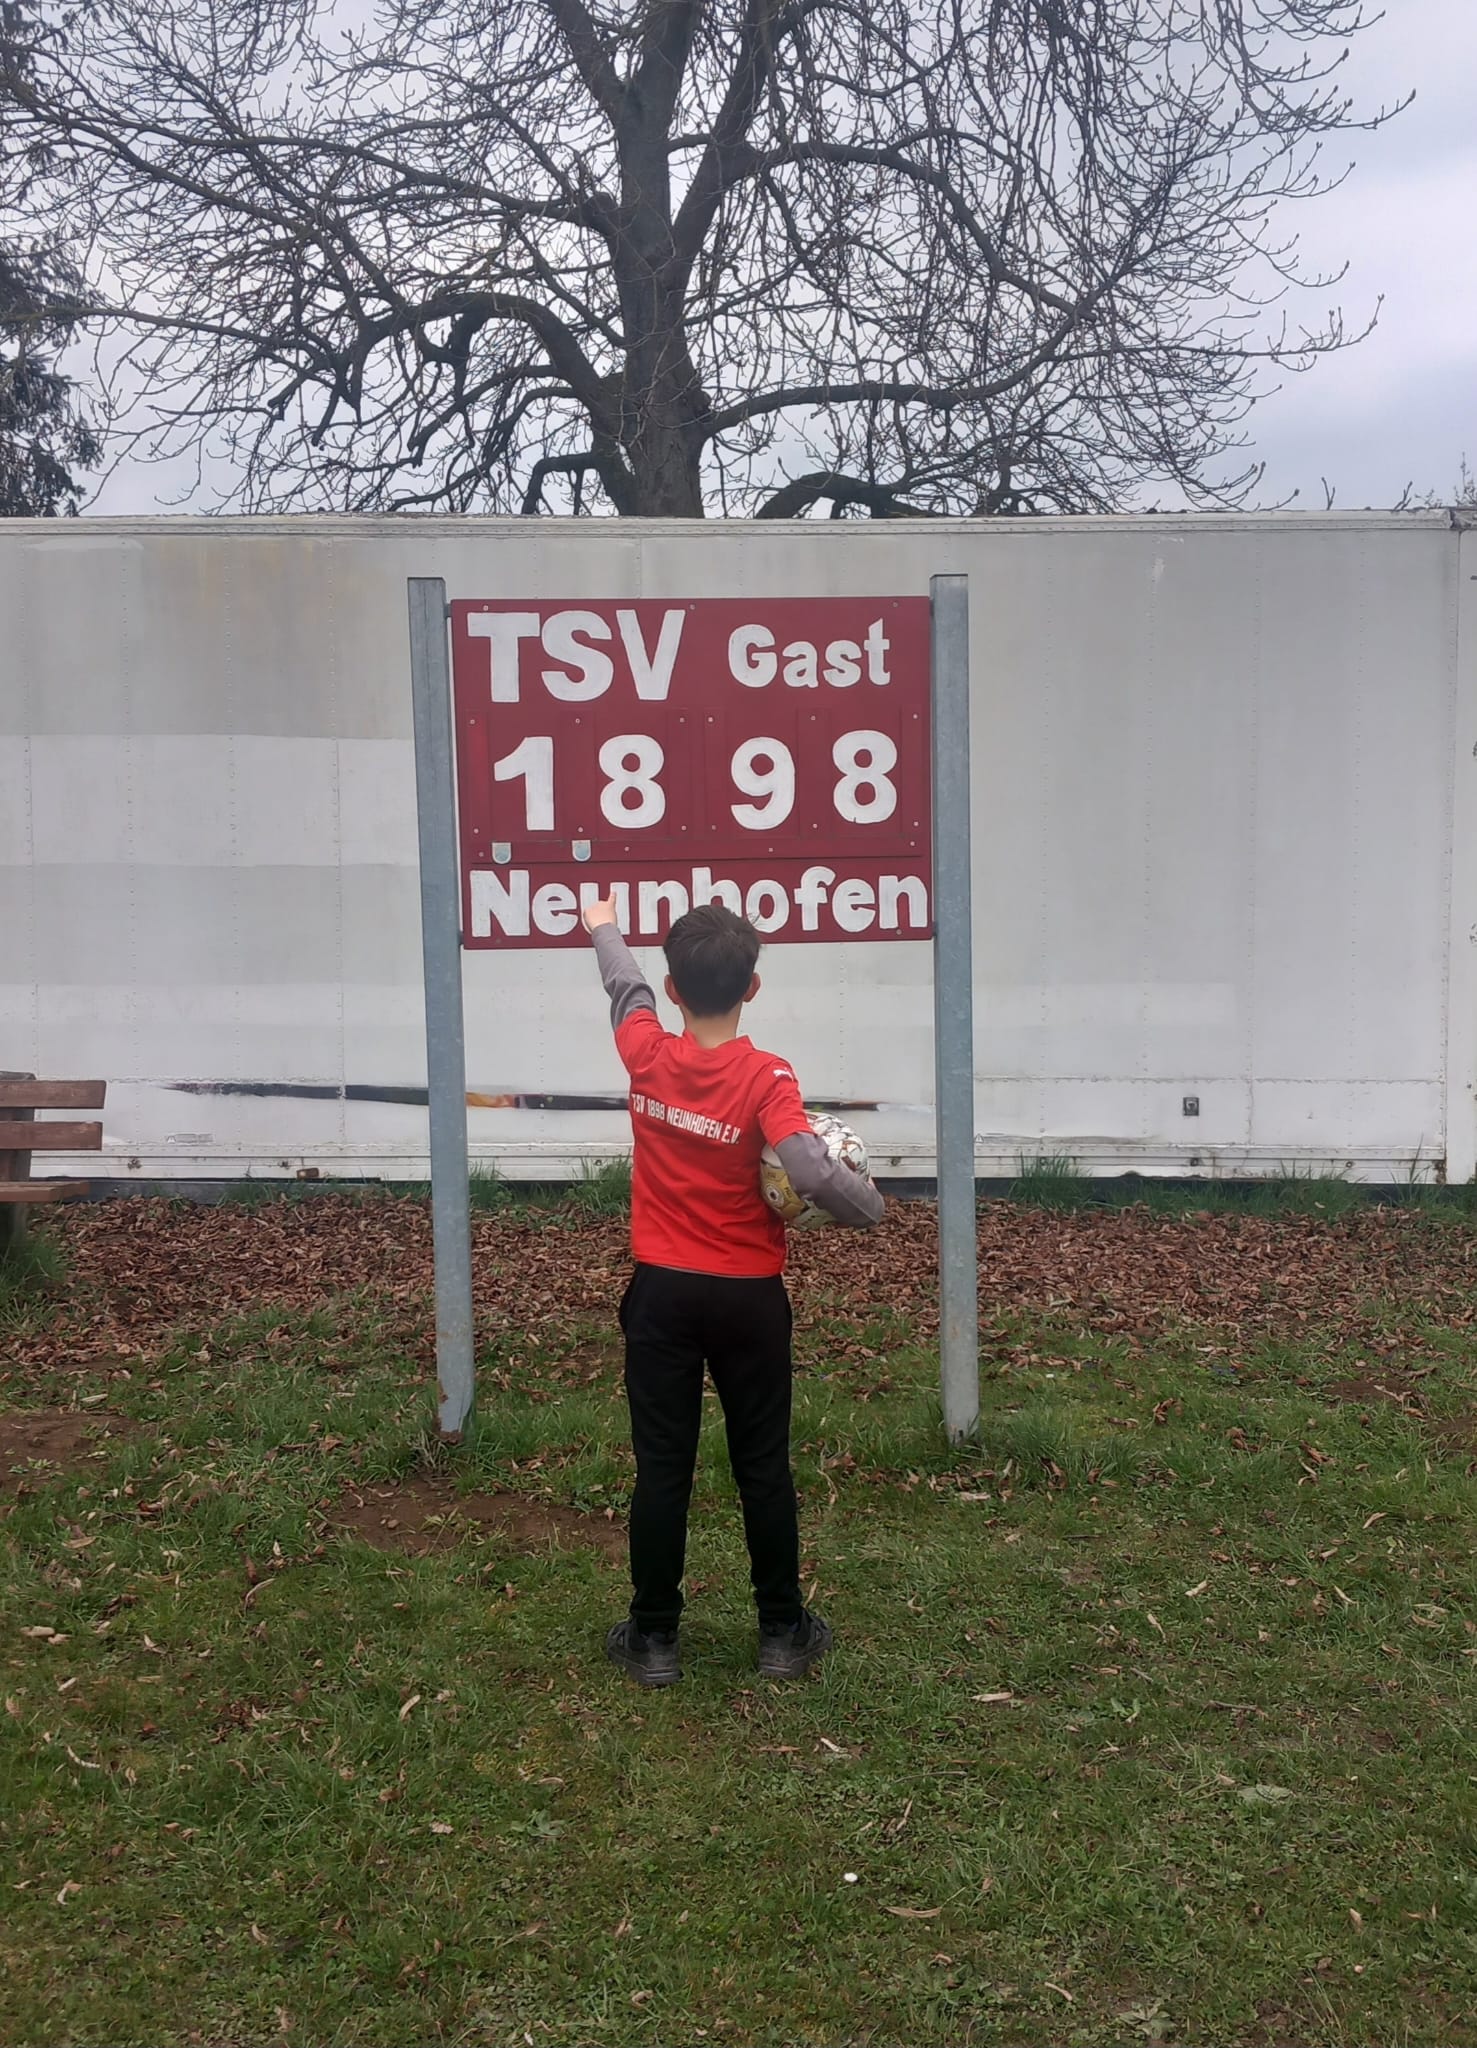 TSV Gast
1898
Neunhofen
TSV 1898 NEUNHOFEN E.V.